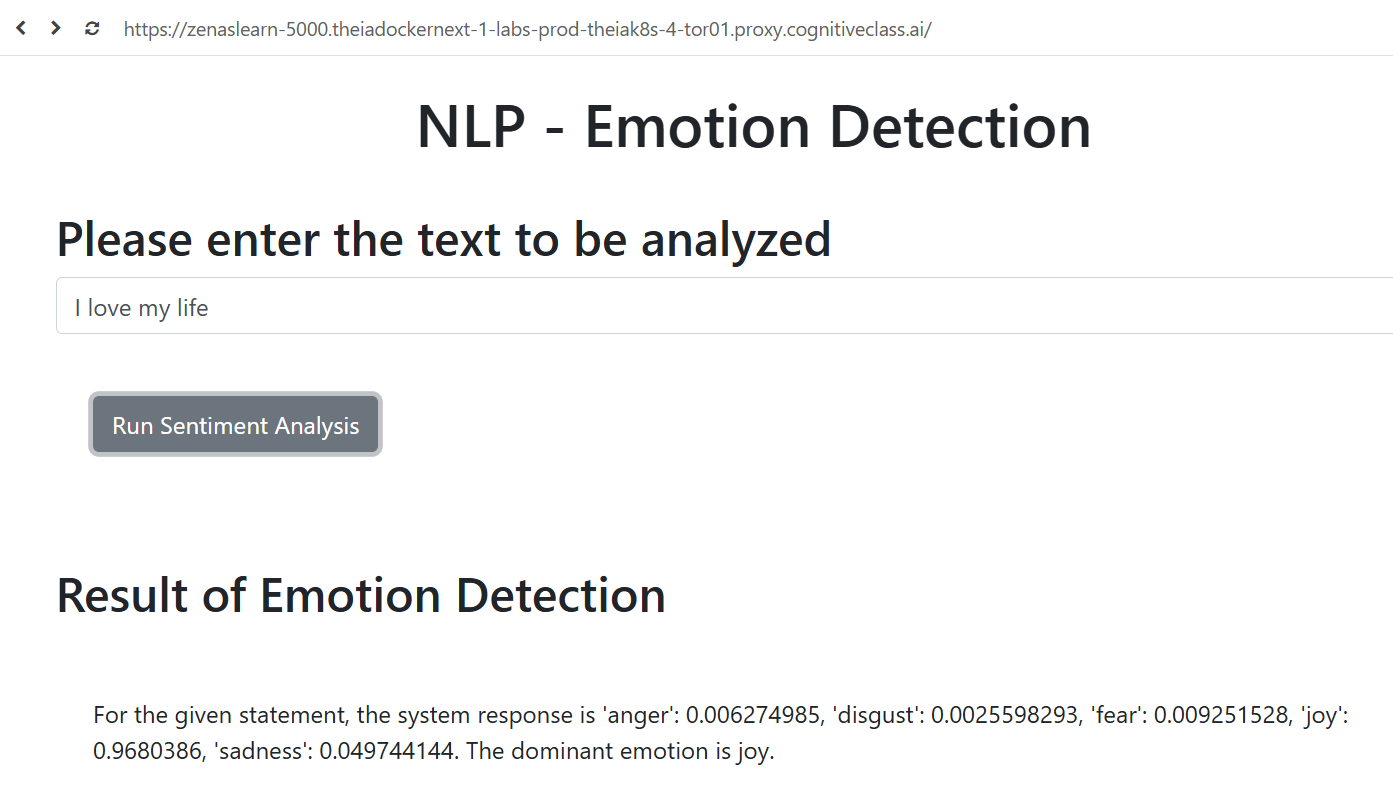 https://zenaslearn-5000.theiadockernext-1-labs-prod-theiak8s-4-tor01.proxy.cognitiveclass.ai/
NLP - Emotion Detection
Please enter the text to be analyzed
I love my life
Run Sentiment Analysis
Result of Emotion Detection
For the given statement, the system response is 'anger': 0.006274985, 'disgust': 0.0025598293, 'fear': 0.009251528, 'joy':
0.9680386, 'sadness': 0.049744144. The dominant emotion is joy.